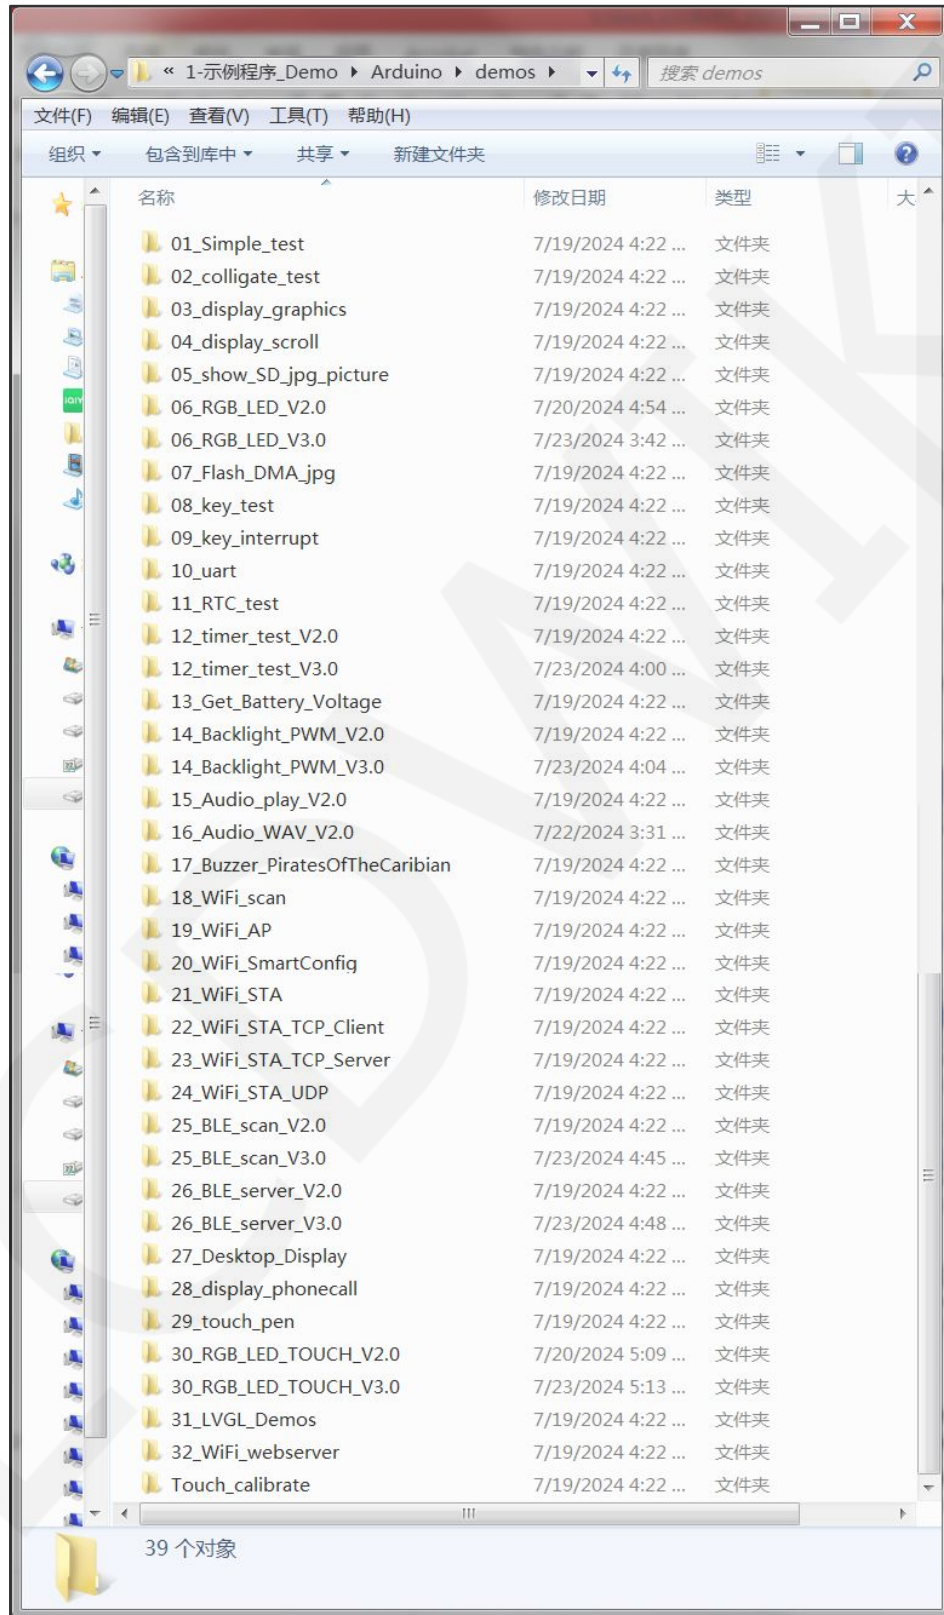 « 1-示例程序_Demo ▸ Arduino ▸ demos ▸ 搜索 demos
文件(F) 编辑(E) 查看(V) 工具(T) 帮助(H)
组织 包含到库中 共享 新建文件夹
名称 修改日期 类型 大
01_Simple_test 7/19/2024 4:22 ... 文件夹
02_colligate_test 7/19/2024 4:22 ... 文件夹
03_display_graphics 7/19/2024 4:22 ... 文件夹
04_display_scroll 7/19/2024 4:22 ... 文件夹
05_show_SD_jpg_picture 7/19/2024 4:22 ... 文件夹
06_RGB_LED_V2.0 7/20/2024 4:54 ... 文件夹
06_RGB_LED_V3.0 7/23/2024 3:42 ... 文件夹
07_Flash_DMA_jpg 7/19/2024 4:22 ... 文件夹
08_key_test 7/19/2024 4:22 ... 文件夹
09_key_interrupt 7/19/2024 4:22 ... 文件夹
10_uart 7/19/2024 4:22 ... 文件夹
11_RTC_test 7/19/2024 4:22 ... 文件夹
12_timer_test_V2.0 7/19/2024 4:22 ... 文件夹
12_timer_test_V3.0 7/23/2024 4:00 ... 文件夹
13_Get_Battery_Voltage 7/19/2024 4:22 ... 文件夹
14_Backlight_PWM_V2.0 7/19/2024 4:22 ... 文件夹
14_Backlight_PWM_V3.0 7/23/2024 4:04 ... 文件夹
15_Audio_play_V2.0 7/19/2024 4:22 ... 文件夹
16_Audio_WAV_V2.0 7/22/2024 3:31 ... 文件夹
17_Buzzer_PiratesOfTheCaribian 7/19/2024 4:22 ... 文件夹
18_WiFi_scan 7/19/2024 4:22 ... 文件夹
19_WiFi_AP 7/19/2024 4:22 ... 文件夹
20_WiFi_SmartConfig 7/19/2024 4:22 ... 文件夹
21_WiFi_STA 7/19/2024 4:22 ... 文件夹
22_WiFi_STA_TCP_Client 7/19/2024 4:22 ... 文件夹
23_WiFi_STA_TCP_Server 7/19/2024 4:22 ... 文件夹
24_WiFi_STA_UDP 7/19/2024 4:22 ... 文件夹
25_BLE_scan_V2.0 7/19/2024 4:22 ... 文件夹
25_BLE_scan_V3.0 7/23/2024 4:45 ... 文件夹
26_BLE_server_V2.0 7/19/2024 4:22 ... 文件夹
26_BLE_server_V3.0 7/23/2024 4:48 ... 文件夹
27_Desktop_Display 7/19/2024 4:22 ... 文件夹
28_display_phonecall 7/19/2024 4:22 ... 文件夹
29_touch_pen 7/19/2024 4:22 ... 文件夹
30_RGB_LED_TOUCH_V2.0 7/20/2024 5:09 ... 文件夹
30_RGB_LED_TOUCH_V3.0 7/23/2024 5:13 ... 文件夹
31_LVGL_Demos 7/19/2024 4:22 ... 文件夹
32_WiFi_webserver 7/19/2024 4:22 ... 文件夹
Touch_calibrate 7/19/2024 4:22 ... 文件夹
39 个对象